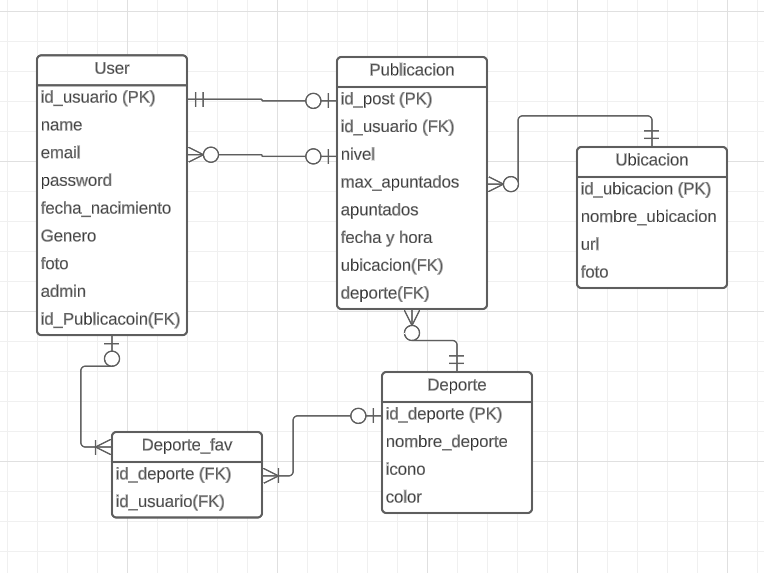 User
id_usuario (PK)
name
email
password
fecha_nacimiento
Genero
foto
admin
id_Publicacoin(FK)
Publicacion
id_post (PK)
id_usuario (FK)
nivel
max_apuntados
apuntados
fecha y hora
ubicacion(FK)
deporte(FK)
Ubicacion
id_ubicacion (PK)
nombre_ubicacion
url
foto
Deporte_fav
id_deporte (FK)
id_usuario(FK)
Deporte
id_deporte (PK)
nombre_deporte
icono
color